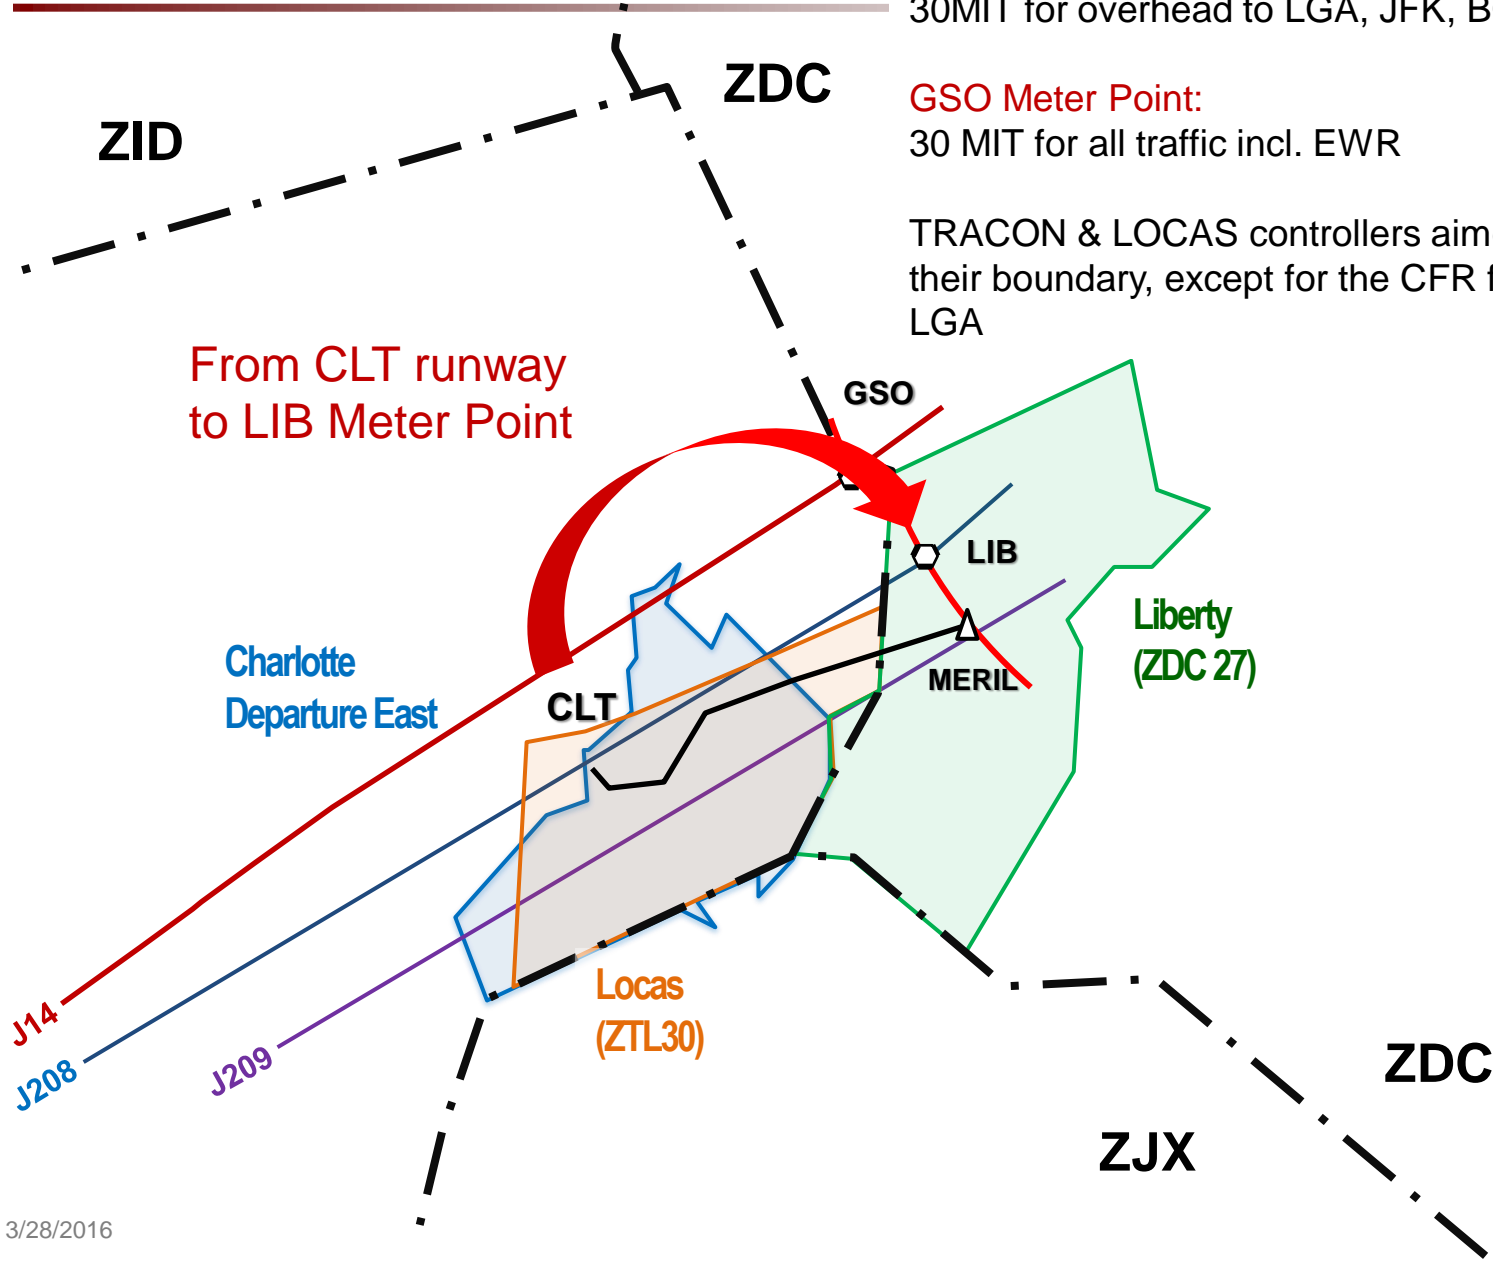 30MIT for overhead to LGA, JFK, B
ZDC
ZID
GSO Meter Point:
30 MIT for all traffic incl. EWR
TRACON & LOCAS controllers aim
their boundary, except for the CFR f
LGA
From CLT runway
to LIB Meter Point
GSO
LIB
Charlotte
Departure East
CLT
MERIL
Liberty
(ZDC 27)
Locas
(ZTL30)
J14
J208
J209
ZDC
ZJX
3/28/2016